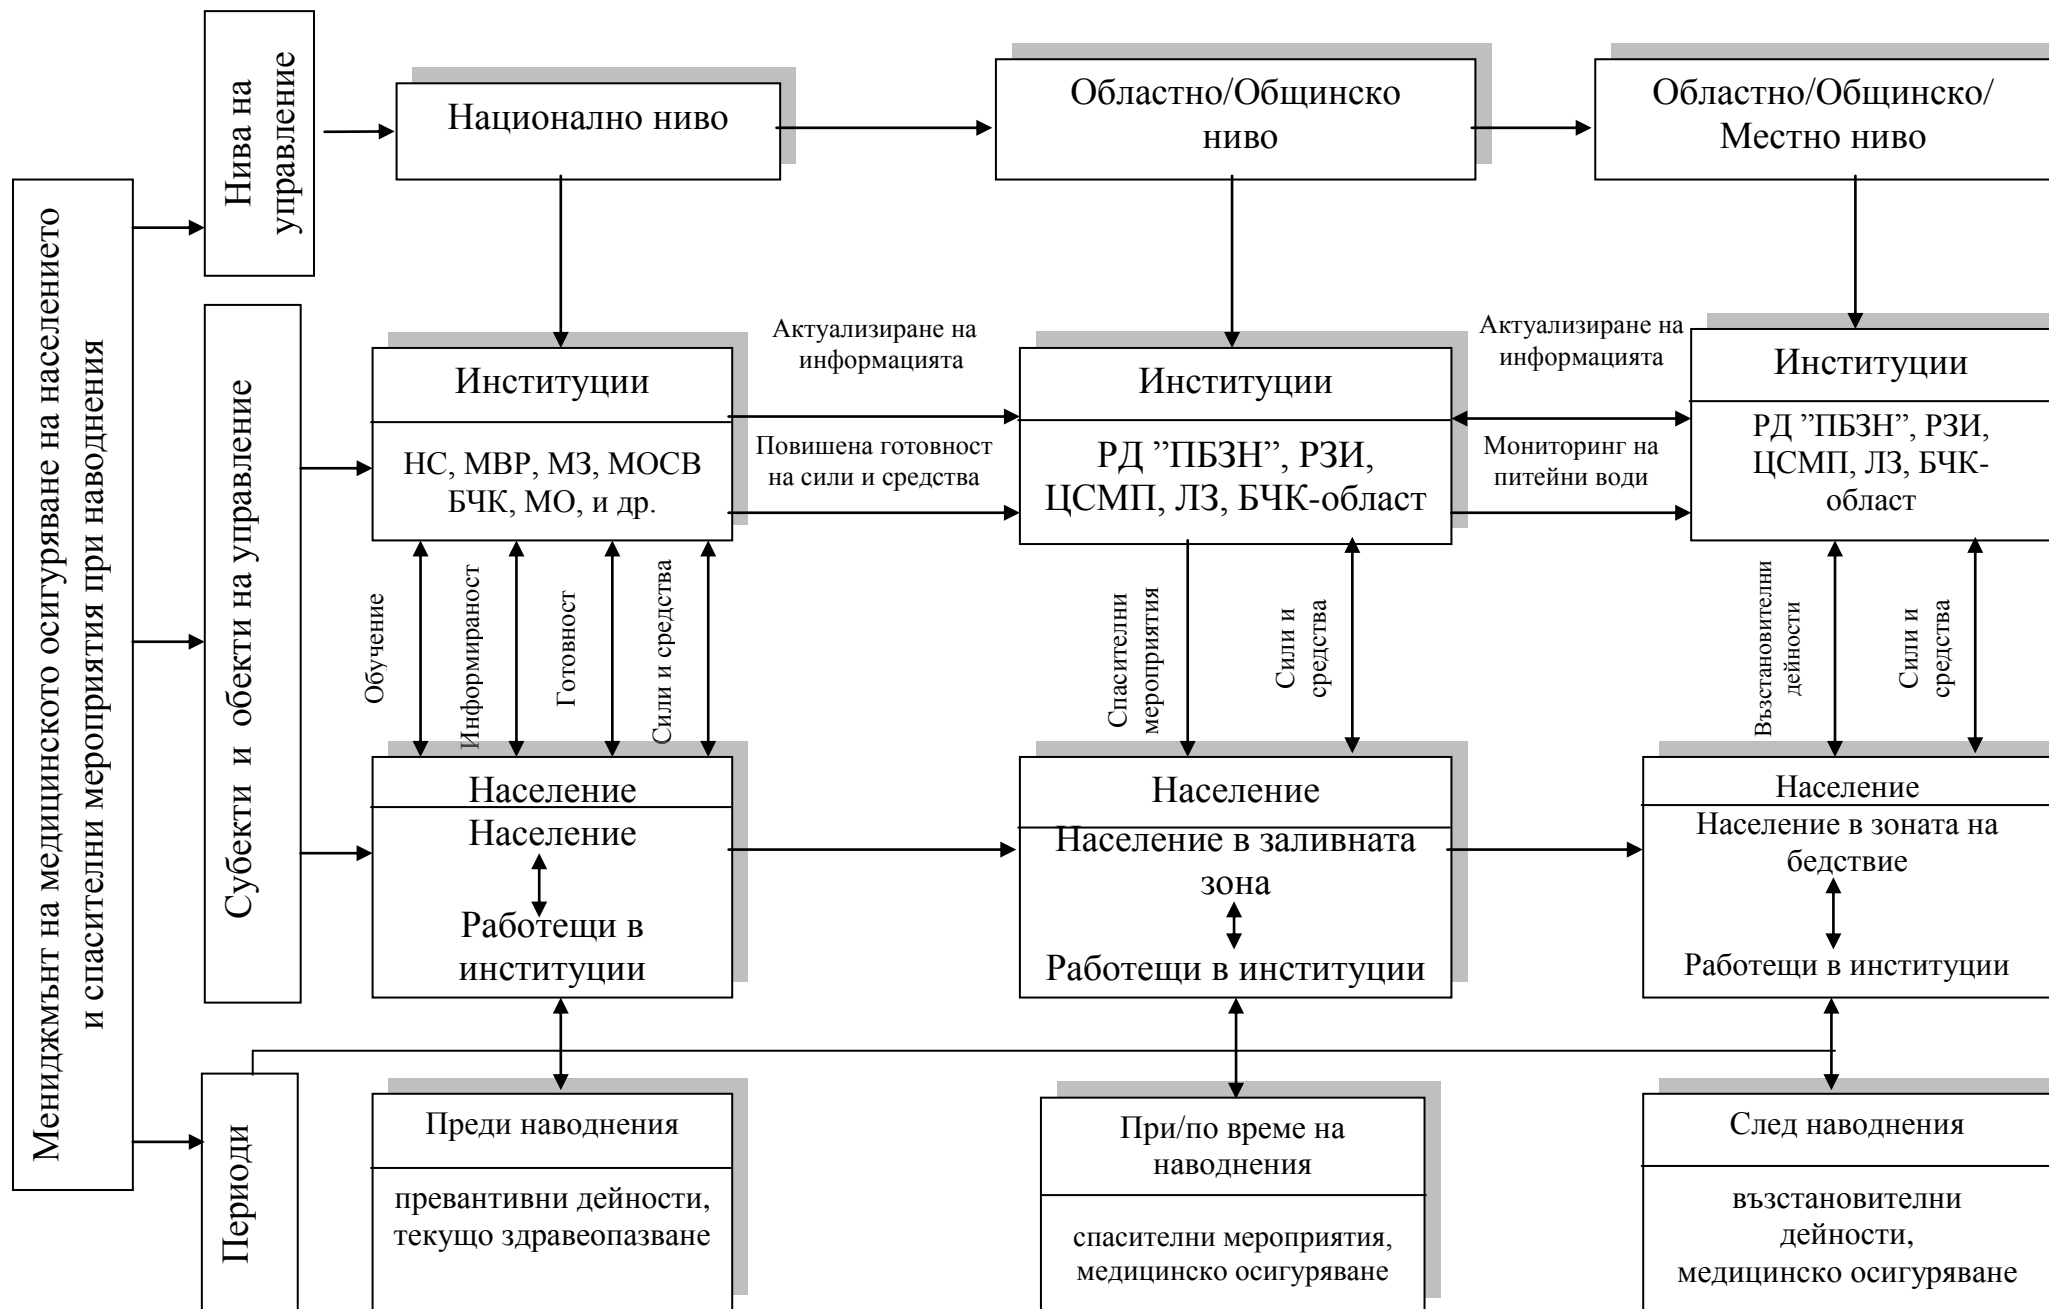 Мениджмънт на медицинското осигуряване на населението
и спасителни мероприятия при наводнения
Нива на
управление
Национално ниво
Областно/Общинско
ниво
Областно/Общинско/
Местно ниво
Субекти и обекти на управление
Институции
НС, МВР, МЗ, МОСВ
БЧК, МО, и др.
Актуализиране на
информацията
Повишена готовност
на сили и средства
Институции
РД ”ПБЗН”, РЗИ,
ЦСМП, ЛЗ, БЧК-област
Актуализиране на
информацията
Мониторинг на
питейни води
Институции
РД ”ПБЗН”, РЗИ,
ЦСМП, ЛЗ, БЧК-
област
Обучение
Информираност
Готовност
Сили и средства
Спасителни
мероприятия
Сили и
средства
Възстановителни
дейности
Сили и
средства
Население
Население
Работещи в
институции
Население
Население в заливната
зона
Работещи в институции
Население
Население в зоната на
бедствие
Работещи в институции
Периоди
Преди наводнения
превантивни дейности,
текущо здравеопазване
При/по време на
наводнения
спасителни мероприятия,
медицинско осигуряване
След наводнения
възстановителни
дейности,
медицинско осигуряване